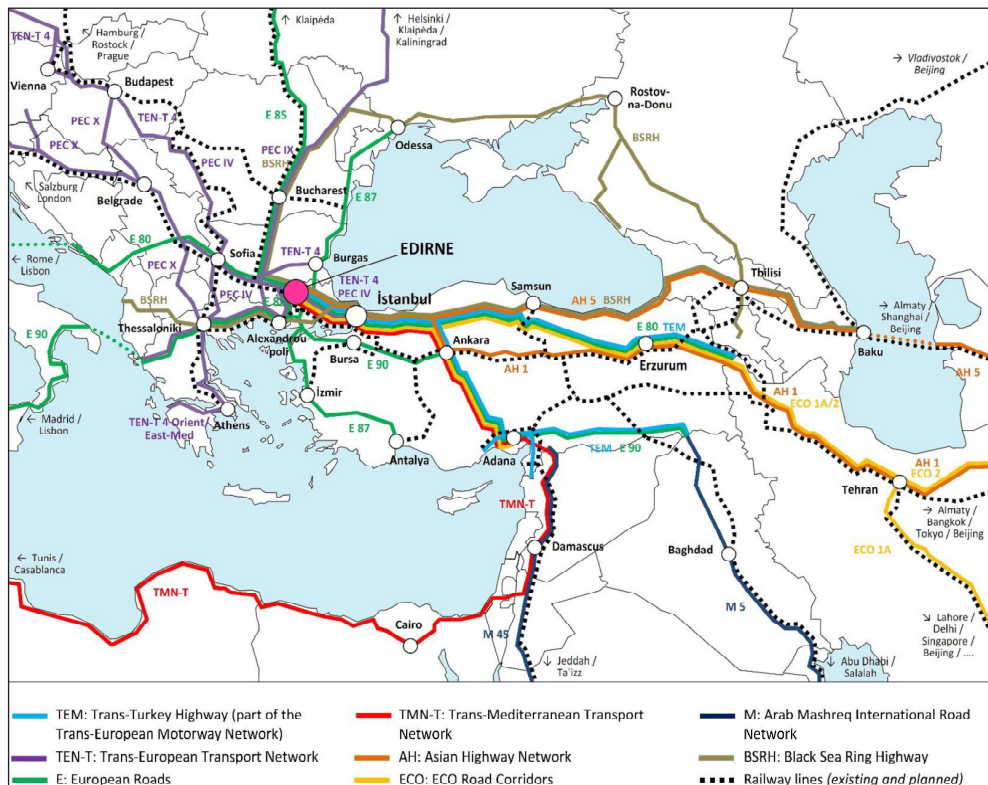 TEN-T 4
↖ Hamburg /
Rostock /
Prague
↑ Klaipėda
↑ Helsinki /
Klaipėda /
Kaliningrad
↗ Vladivostok /
Beijing
Vienna
Budapest
TEN-T 4
PEC X
E 85
PEC X
PEC IV
PEC IX
BSRH
Odessa
Rostov-
na-Donu
BSRH
↖ Salzburg /
London
Belgrade
Bucharest
E 87
E 80
← Rome /
Lisbon
Sofia
TEN-T 4
Burgas
EDIRNE
PEC X
PEC IV
TEN-T 4
PEC IV
İstanbul
Samsun
AH 5
BSRH
Thilisi
→ Almaty /
Shanghai /
Beijing
BSRH
E 90
Thessaloniki
Alexandrou
poli
Bursa
E 90
Ankara
AH 1
E 80
TEM
Erzurum
Baku
AH 5
İzmir
AH 1
ECO 1A/2
← Madrid /
Lisbon
TEN-T 4 Orient/
East-Med
Athens
E 87
Antalya
Adana
TEM
E 90
AH 1
ECO 2
Tehran
→ Almaty /
Bangkok /
Tokyo / Beijing
TMN-T
Damascus
Baghdad
ECO 1A
← Tunis /
Casablanca
TMN-T
Cairo
M 45
M 5
↓ Jeddah /
Ta'izz
↓ Abu Dhabi /
Salalah
↘ Lahore /
Delhi /
Singapore /
Beijing / ....
TEM: Trans-Turkey Highway (part of the
Trans-European Motorway Network)
TEN-T: Trans-European Transport Network
E: European Roads
TMN-T: Trans-Mediterranean Transport
Network
AH: Asian Highway Network
ECO: ECO Road Corridors
M: Arab Mashreq International Road
Network
BSRH: Black Sea Ring Highway
Railway lines (existing and planned)